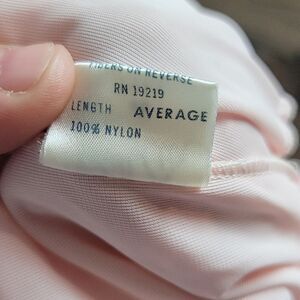 ON REVERSE
RN 19219
LENGTH AVERAGE
100% NYLON